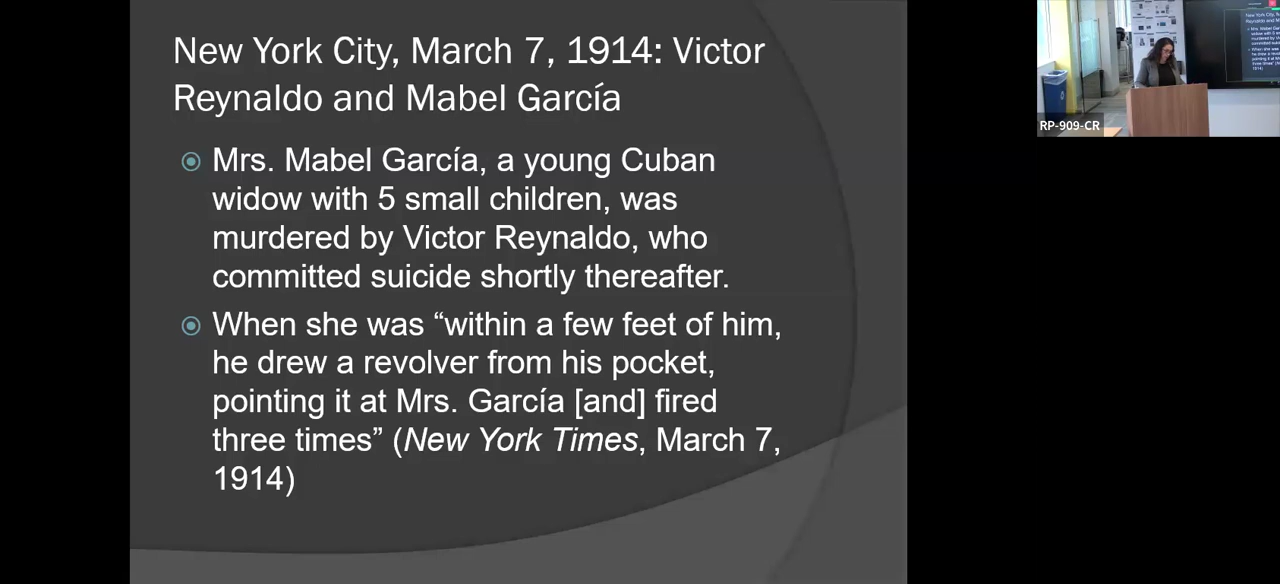 New York City, March 7, 1914: Victor
Reynaldo and Mabel García
Mrs. Mabel García, a young Cuban
widow with 5 small children, was
murdered by Victor Reynaldo, who
committed suicide shortly thereafter.
When she was “within a few feet of him,
he drew a revolver from his pocket,
pointing it at Mrs. García [and] fired
three times” (New York Times, March 7,
1914)
RP-909-CR